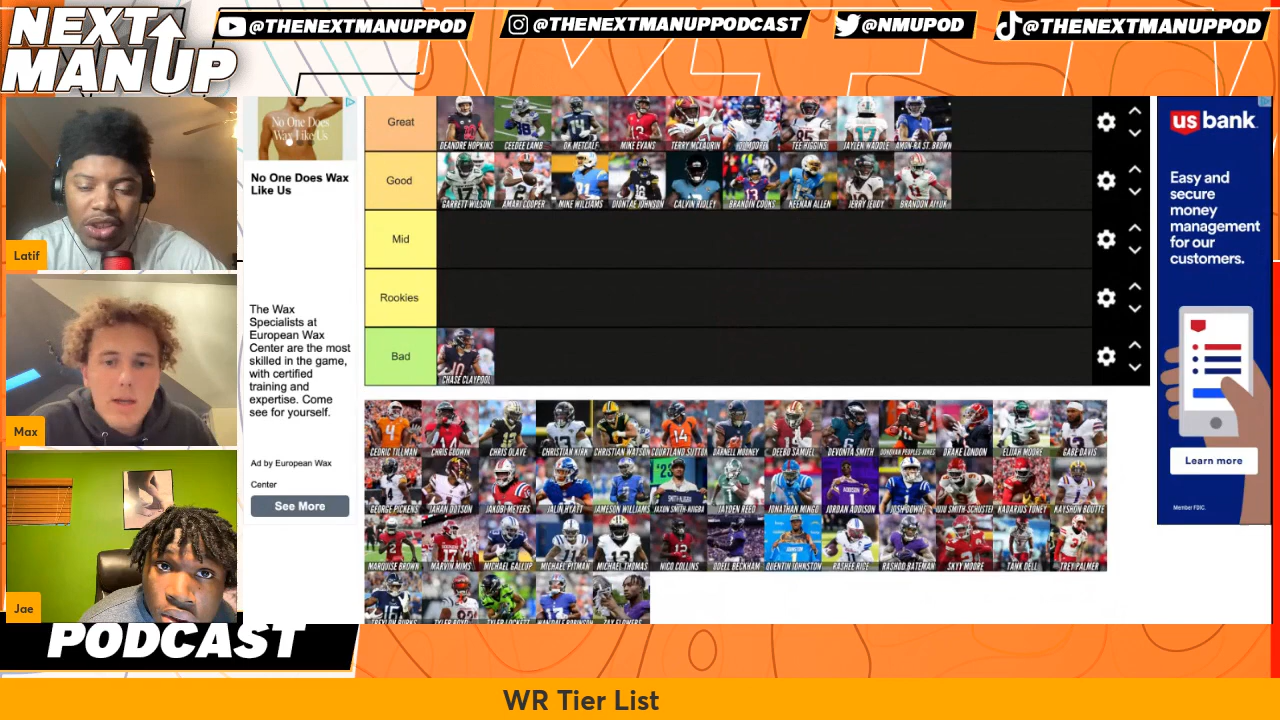 NEXT
MANUP
@THENEXTMANUPPOD
@THENEXTMANUPPODCAST
@NMUPOD
@THENEXTMANUPPOD
Latif
Max
Jae
PODCAST
No One Does
Wax Like Us
No One Does Wax
Like Us
The Wax
Specialists at
European Wax
Center are the most
skilled in the game,
with certified
training and
expertise. Come
see for yourself.
Ad by European Wax
Center
See More
Great
DEANDRE HOPKINS CEEDEE LAMB DK METCALF MIKE EVANS TERRY MCLAURIN DJ MOORE TEE HIGGINS JAYLEN WADDLE AMON-RA ST. BROWN
Good
GARRETT WILSON AMARI COOPER MIKE WILLIAMS DIONTAE JOHNSON CALVIN RIDLEY BRANDIN COOKS KEENAN ALLEN JERRY JEUDY BRANDON AIYUK
Mid
Rookies
Bad
CHASE CLAYPOOL
CEDRIC TILLMAN CHRIS GODWIN CHRIS OLAVE CHRISTIAN KIRK CHRISTIAN WATSON COURTLAND SUTTON DARNELL MOONEY DEEBO SAMUEL DEVONTA SMITH DONOVAN PEOPLES-JONES DRAKE LONDON ELIJAH MOORE GABE DAVIS
GEORGE PICKENS JAHAN DOTSON JAKOBI MEYERS JALIN HYATT JAMESON WILLIAMS JAXON SMITH-NJIGBA JAYDEN REED JONATHAN MINGO JORDAN ADDISON JOSH DOWNS JUJU SMITH-SCHUSTER KADARIUS TONEY KAYSHON BOUTTE
MARQUISE BROWN MARVIN MIMS MICHAEL GALLUP MICHAEL PITMAN MICHAEL THOMAS NICO COLLINS ODELL BECKHAM QUENTIN JOHNSTON RASHEE RICE RASHOD BATEMAN SKYY MOORE TANK DELL TREY PALMER
TREYLON BURKS TYLER BOYD TYLER LOCKETT WANDALE ROBINSON ZAY FLOWERS
us bank
Easy and
secure
money
management
for our
customers.
Learn more
Member FDIC.
WR Tier List